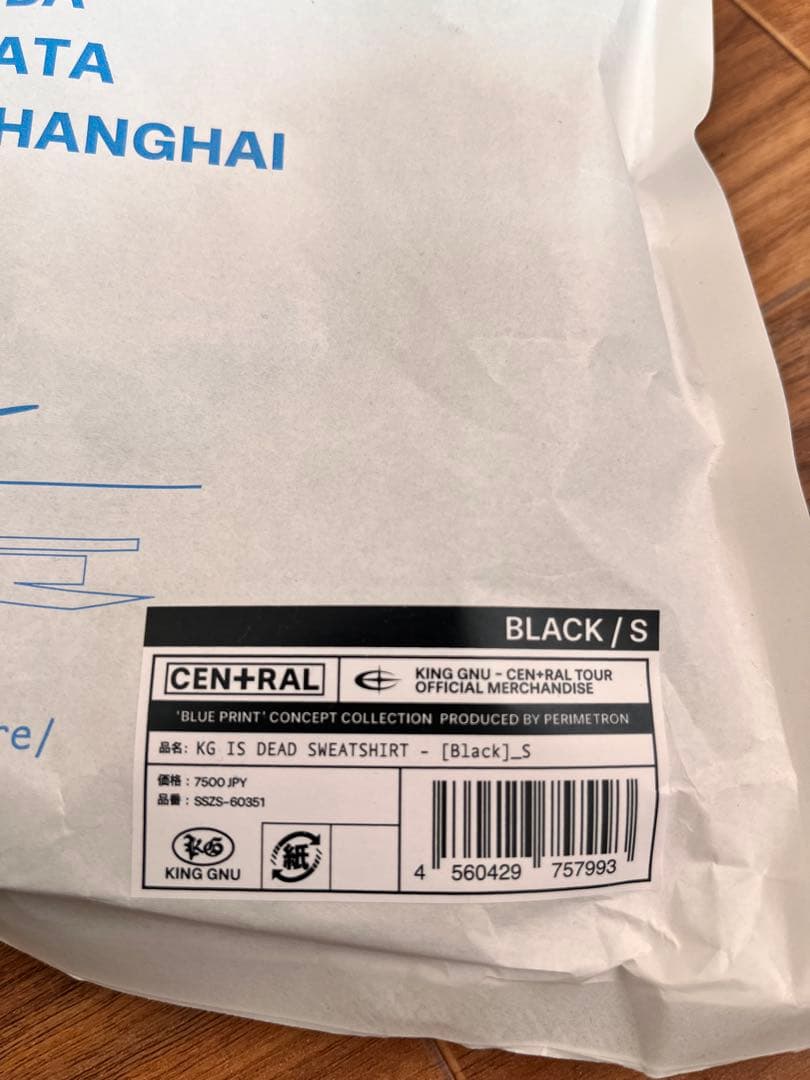 HANGHAI
BLACK / S
CEN+RAL
KING GNU - CEN+RAL TOUR
OFFICIAL MERCHANDISE
'BLUE PRINT' CONCEPT COLLECTION PRODUCED BY PERIMETRON
品名: KG IS DEAD SWEATSHIRT - [Black]_S
価格 : 7500 JPY
品番 : SSZS-60351
KG
KING GNU
紙
4 560429 757993